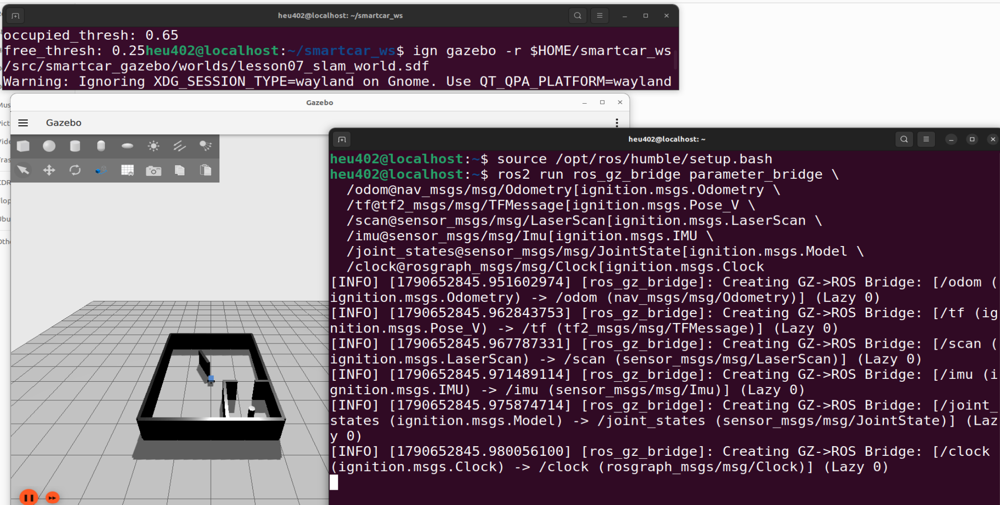 heu402@localhost: ~/smartcar_ws
occupied_thresh: 0.65
free_thresh: 0.25heu402@localhost:~/smartcar_ws$ ign gazebo -r $HOME/smartcar_ws
/src/smartcar_gazebo/worlds/lesson07_slam_world.sdf
Warning: Ignoring XDG_SESSION_TYPE=wayland on Gnome. Use QT_QPA_PLATFORM=wayland
Gazebo
Gazebo
heu402@localhost: ~
heu402@localhost:~$ source /opt/ros/humble/setup.bash
heu402@localhost:~$ ros2 run ros_gz_bridge parameter_bridge \
/odom@nav_msgs/msg/Odometry[ignition.msgs.Odometry \
/tf@tf2_msgs/msg/TFMessage[ignition.msgs.Pose_V \
/scan@sensor_msgs/msg/LaserScan[ignition.msgs.LaserScan \
/imu@sensor_msgs/msg/Imu[ignition.msgs.IMU \
/joint_states@sensor_msgs/msg/JointState[ignition.msgs.Model \
/clock@rosgraph_msgs/msg/Clock[ignition.msgs.Clock
[INFO] [1790652845.951602974] [ros_gz_bridge]: Creating GZ->ROS Bridge: [/odom (
ignition.msgs.Odometry) -> /odom (nav_msgs/msg/Odometry)] (Lazy 0)
[INFO] [1790652845.962843753] [ros_gz_bridge]: Creating GZ->ROS Bridge: [/tf (ig
nition.msgs.Pose_V) -> /tf (tf2_msgs/msg/TFMessage)] (Lazy 0)
[INFO] [1790652845.967787331] [ros_gz_bridge]: Creating GZ->ROS Bridge: [/scan (
ignition.msgs.LaserScan) -> /scan (sensor_msgs/msg/LaserScan)] (Lazy 0)
[INFO] [1790652845.971489114] [ros_gz_bridge]: Creating GZ->ROS Bridge: [/imu (i
gnition.msgs.IMU) -> /imu (sensor_msgs/msg/Imu)] (Lazy 0)
[INFO] [1790652845.975874714] [ros_gz_bridge]: Creating GZ->ROS Bridge: [/joint_
states (ignition.msgs.Model) -> /joint_states (sensor_msgs/msg/JointState)] (Laz
y 0)
[INFO] [1790652845.980056100] [ros_gz_bridge]: Creating GZ->ROS Bridge: [/clock
(ignition.msgs.Clock) -> /clock (rosgraph_msgs/msg/Clock)] (Lazy 0)